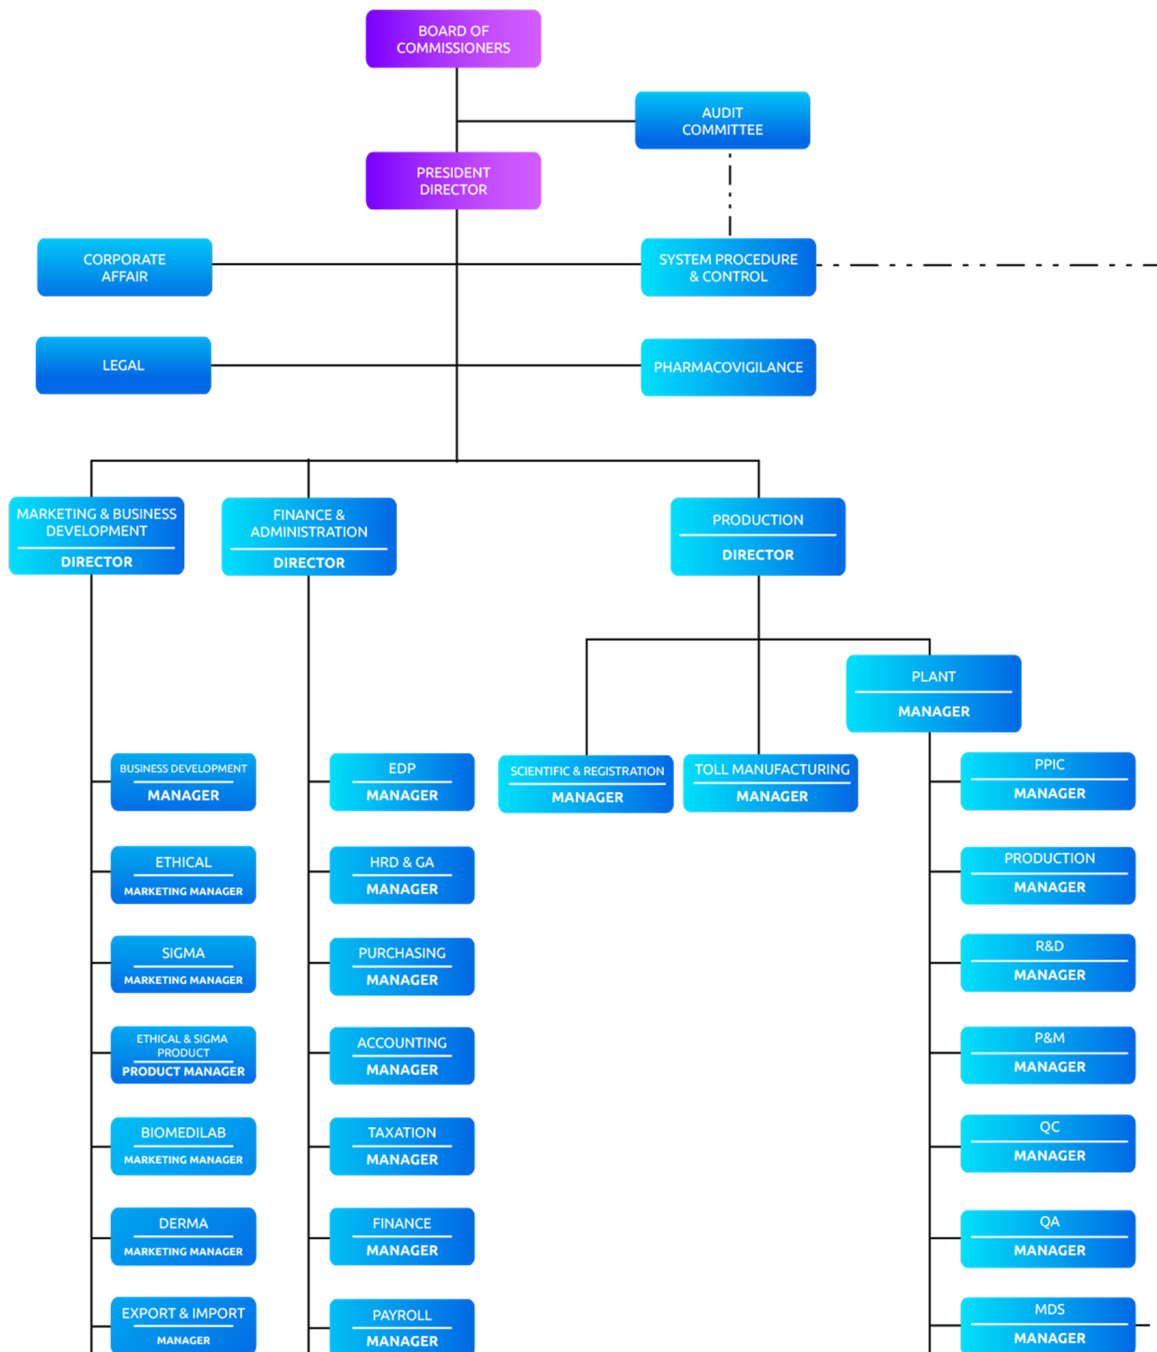 BOARD OF
COMMISSIONERS
AUDIT
COMMITTEE
PRESIDENT
DIRECTOR
CORPORATE
AFFAIR
SYSTEM PROCEDURE
& CONTROL
LEGAL
PHARMACOVIGILANCE
MARKETING & BUSINESS
DEVELOPMENT
DIRECTOR
FINANCE &
ADMINISTRATION
DIRECTOR
PRODUCTION
DIRECTOR
PLANT
MANAGER
BUSINESS DEVELOPMENT
MANAGER
ETHICAL
MARKETING MANAGER
SIGMA
MARKETING MANAGER
ETHICAL & SIGMA
PRODUCT
PRODUCT MANAGER
BIOMEDILAB
MARKETING MANAGER
DERMA
MARKETING MANAGER
EXPORT & IMPORT
MANAGER
EDP
MANAGER
HRD & GA
MANAGER
PURCHASING
MANAGER
ACCOUNTING
MANAGER
TAXATION
MANAGER
FINANCE
MANAGER
PAYROLL
MANAGER
SCIENTIFIC & REGISTRATION
MANAGER
TOLL MANUFACTURING
MANAGER
PPIC
MANAGER
PRODUCTION
MANAGER
R&D
MANAGER
P&M
MANAGER
QC
MANAGER
QA
MANAGER
MDS
MANAGER